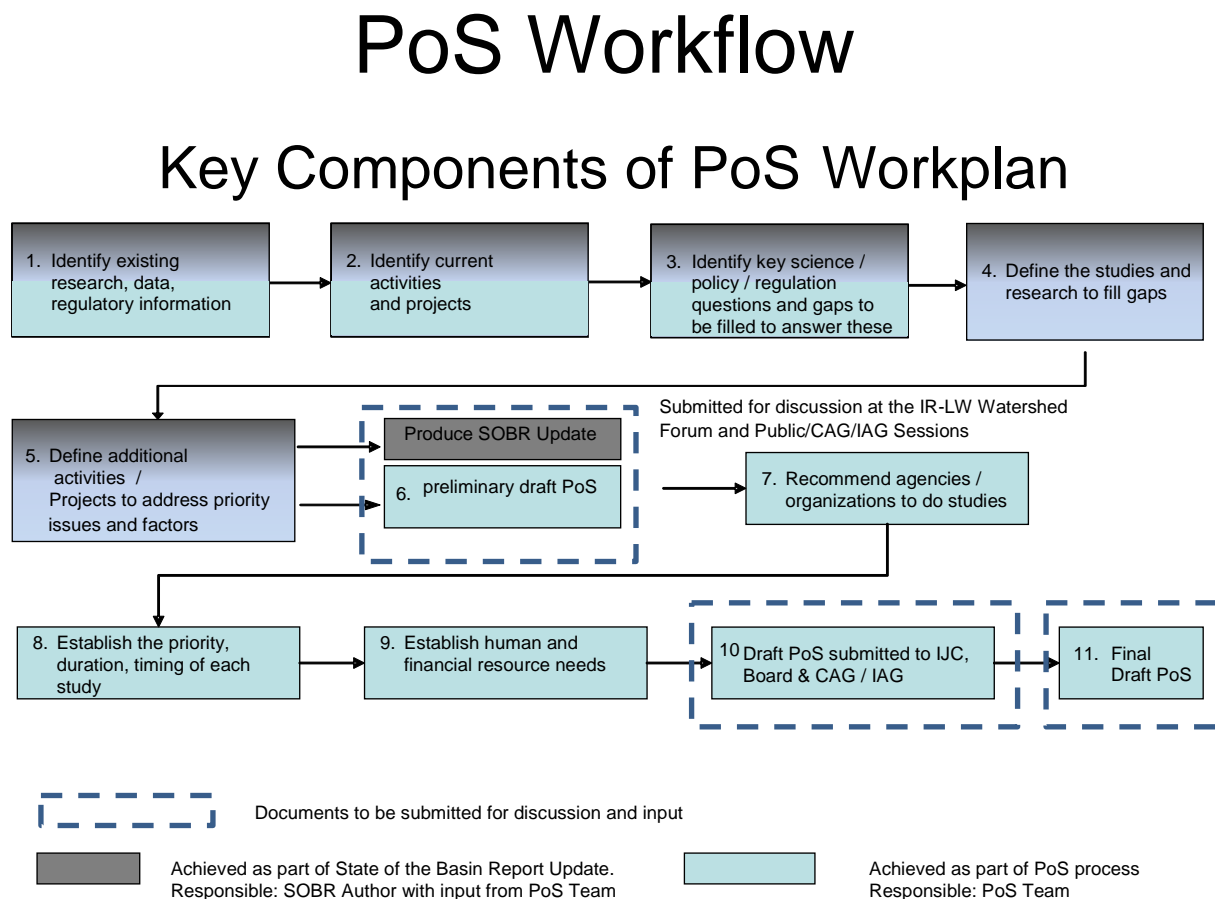 PoS Workflow
Key Components of PoS Workplan
1. Identify existing
research, data,
regulatory information
2. Identify current
activities
and projects
3. Identify key science /
policy / regulation
questions and gaps to
be filled to answer these
4. Define the studies and
research to fill gaps
5. Define additional
activities /
Projects to address priority
issues and factors
Produce SOBR Update
6. preliminary draft PoS
Submitted for discussion at the IR-LW Watershed
Forum and Public/CAG/IAG Sessions
7. Recommend agencies /
organizations to do studies
8. Establish the priority,
duration, timing of each
study
9. Establish human and
financial resource needs
10 Draft PoS submitted to IJC,
Board & CAG / IAG
11. Final
Draft PoS
Documents to be submitted for discussion and input
Achieved as part of State of the Basin Report Update.
Responsible: SOBR Author with input from PoS Team
Achieved as part of PoS process
Responsible: PoS Team